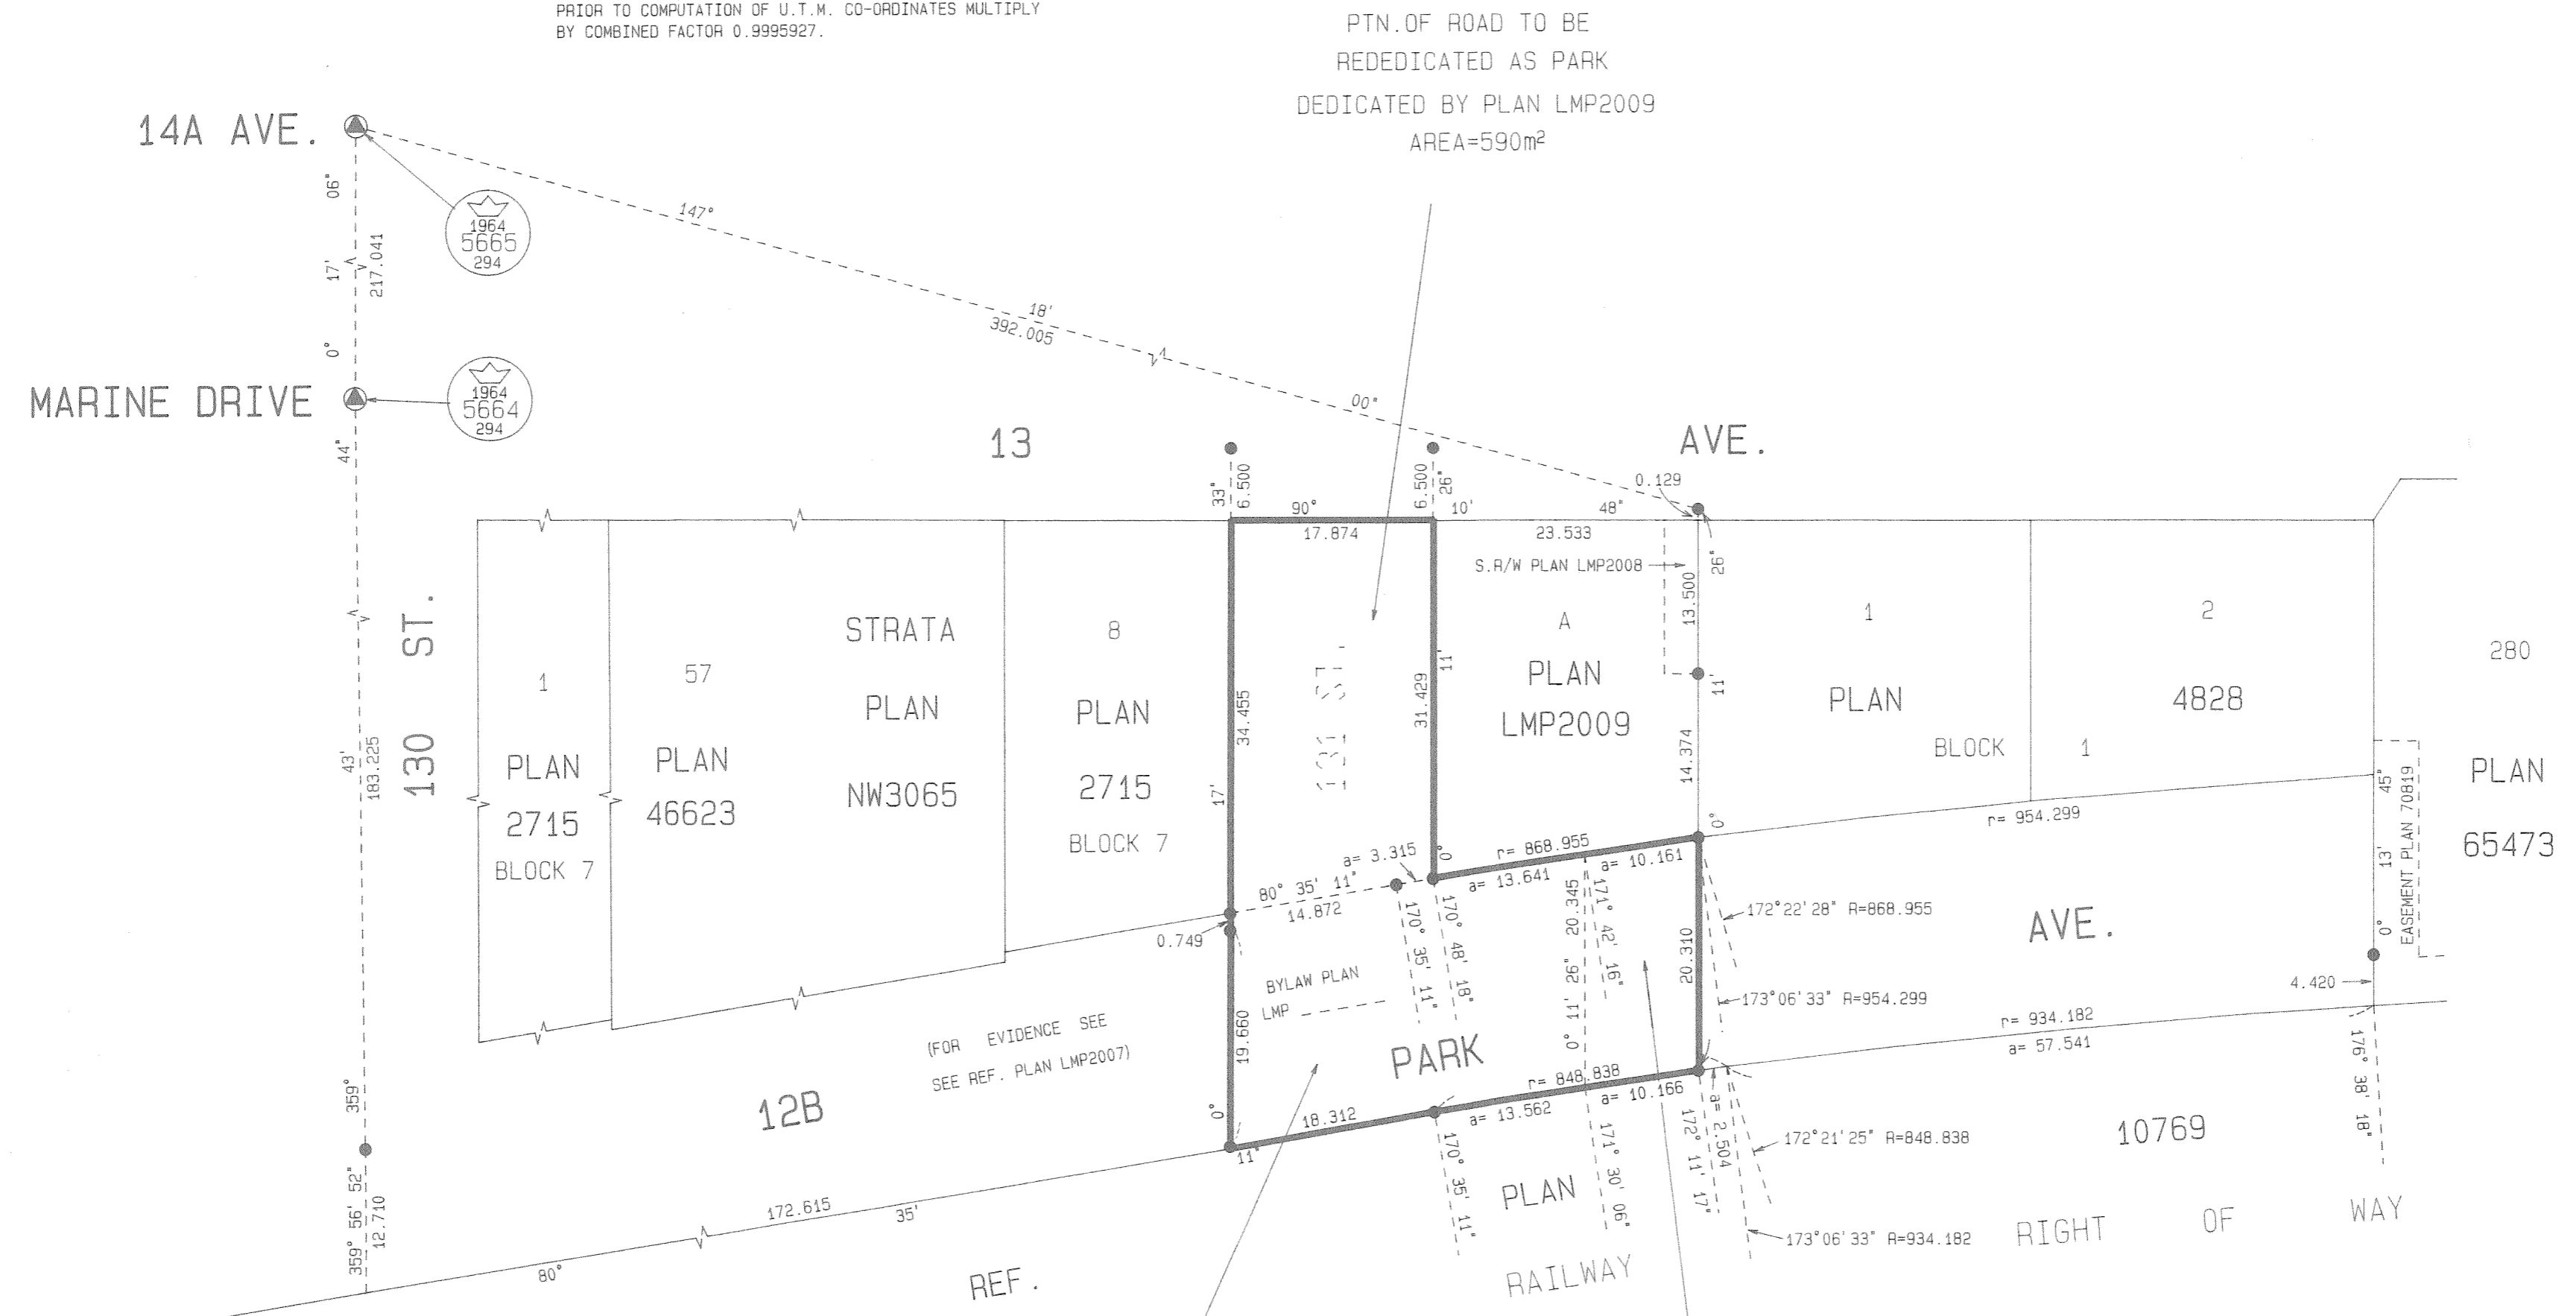 PRIOR TO COMPUTATION OF U.T.M. CO-ORDINATES MULTIPLY
BY COMBINED FACTOR 0.9995927.
PTN.OF ROAD TO BE
REDEDICATED AS PARK
DEDICATED BY PLAN LMP2009
AREA=590m²
14A AVE.
06"
17'
217.041
0°
1964
5665
294
147°
18'
392.005
00"
MARINE DRIVE
1964
5664
294
44"
43'
183.225
359°
359° 56' 52"
12.710
130 ST.
13
AVE.
0.129
33"
6.500
6.500
26"
90°
17.874
10'
48"
23.533
S.R/W PLAN LMP2008
26"
13.500
11'
14.374
0°
1
PLAN
2715
BLOCK 7
57
PLAN
46623
STRATA
PLAN
NW3065
8
PLAN
2715
BLOCK 7
34.455
17'
131 ST.
31.429
11'
0°
A
PLAN
LMP2009
1
PLAN
BLOCK 1
2
4828
280
PLAN
65473
EASEMENT PLAN 70819
45"
13'
0°
4.420
r= 954.299
r= 868.955
a= 3.315
a= 13.641
a= 10.161
80° 35' 11"
14.872
0.749
19.660
0°
170° 35' 11"
170° 48' 18"
20.345
0° 11' 26"
171° 42' 16"
20.310
172°22'28" R=868.955
173°06'33" R=954.299
AVE.
BYLAW PLAN
LMP
PARK
(FOR EVIDENCE SEE
SEE REF. PLAN LMP2007)
12B
r= 848.838
a= 13.562
a= 10.166
18.312
11"
r= 934.182
a= 57.541
176° 38' 18"
a= 2.504
172° 11' 17"
172°21'25" R=848.838
173°06'33" R=934.182
170° 35' 11"
171° 30' 06"
10769
172.615
35'
80°
REF.
PLAN
RAILWAY
RIGHT OF WAY